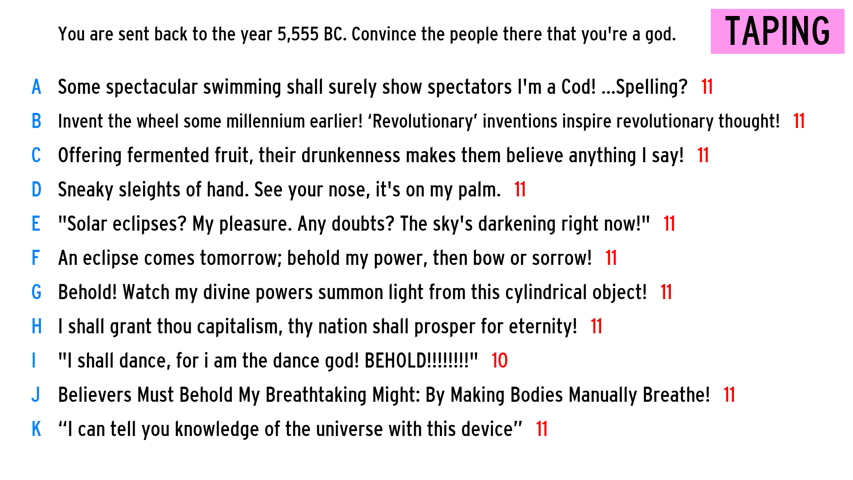 You are sent back to the year 5,555 BC. Convince the people there that you're a god.
TAPING
A Some spectacular swimming shall surely show spectators I'm a Cod! ...Spelling? 11
B Invent the wheel some millennium earlier! ‘Revolutionary’ inventions inspire revolutionary thought! 11
C Offering fermented fruit, their drunkenness makes them believe anything I say! 11
D Sneaky sleights of hand. See your nose, it's on my palm. 11
E "Solar eclipses? My pleasure. Any doubts? The sky's darkening right now!" 11
F An eclipse comes tomorrow; behold my power, then bow or sorrow! 11
G Behold! Watch my divine powers summon light from this cylindrical object! 11
H I shall grant thou capitalism, thy nation shall prosper for eternity! 11
I "I shall dance, for i am the dance god! BEHOLD!!!!!!!!" 10
J Believers Must Behold My Breathtaking Might: By Making Bodies Manually Breathe! 11
K “I can tell you knowledge of the universe with this device” 11